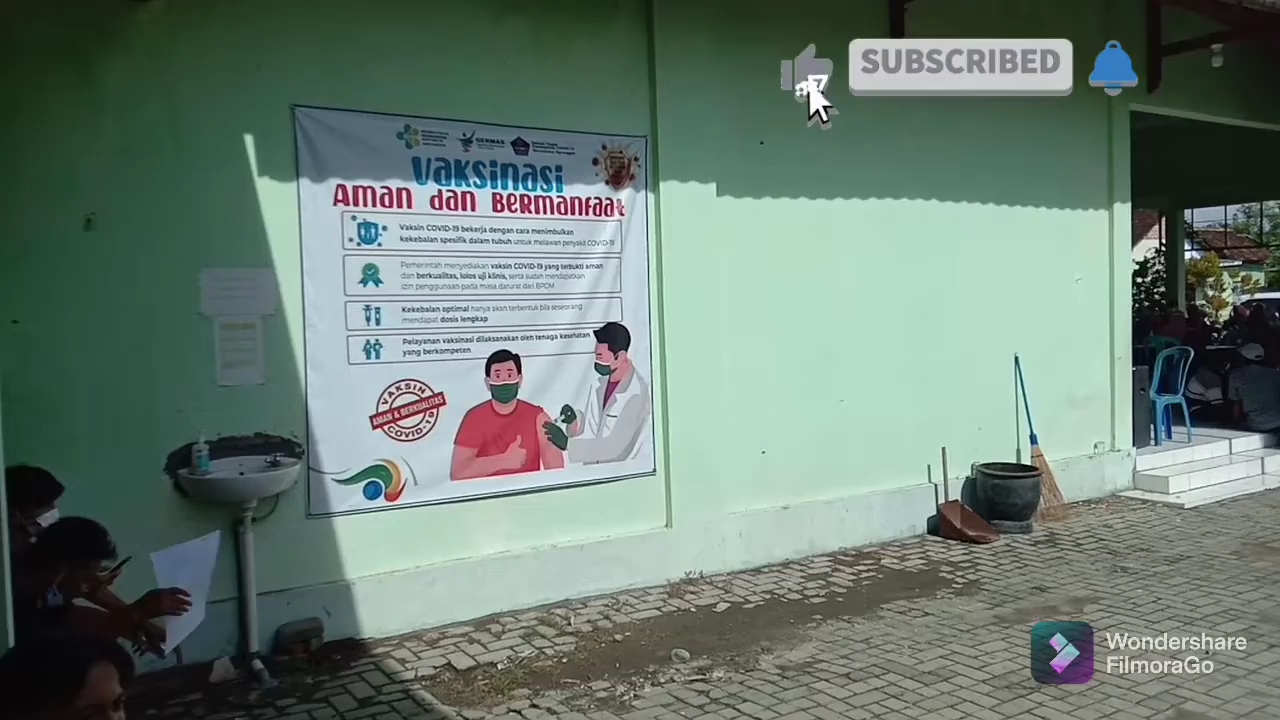 SUBSCRIBED
GERMAS
Vaksinasi
Aman dan Bermanfaat
Vaksin COVID-19 bekerja dengan cara menimbulkan
kekebalan spesifik dalam tubuh untuk melawan penyakit COVID-19
Pemerintah menyediakan vaksin COVID-19 yang terbukti aman
dan berkualitas, lolos uji klinis, serta sudah mendapatkan
izin penggunaan pada masa darurat dari BPOM
Kekebalan optimal hanya akan terbentuk bila seseorang
mendapat dosis lengkap
Pelayanan vaksinasi dilaksanakan oleh tenaga kesehatan
yang berkompeten
VAKSIN
AMAN & BERKUALITAS
COVID-19
Wondershare
FilmoraGo